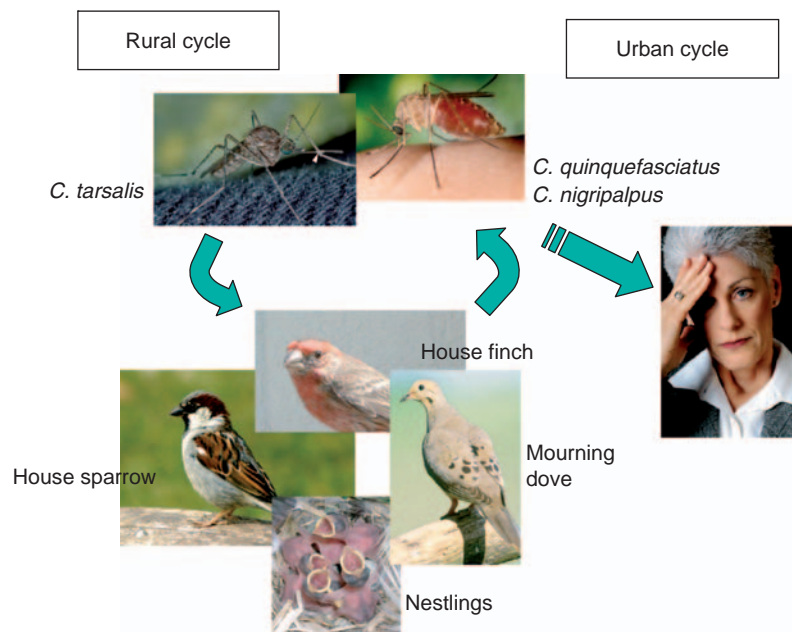 Rural cycle
Urban cycle
C. tarsalis
C. quinquefasciatus
C. nigripalpus
House finch
House sparrow
Mourning
dove
Nestlings